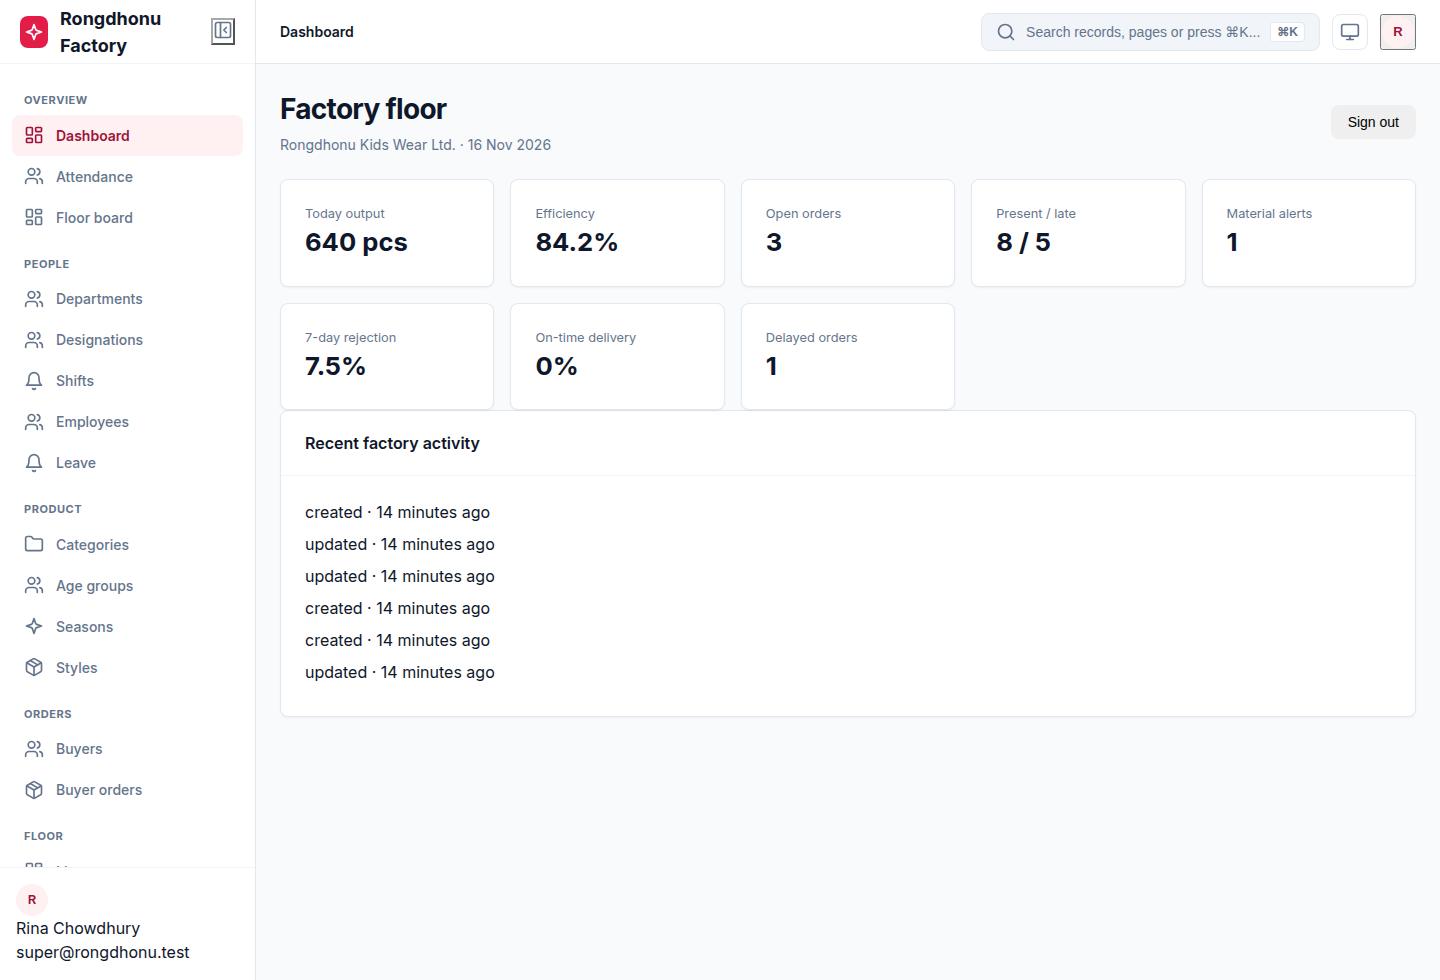 Rongdhonu
Factory
Dashboard
Search records, pages or press ⌘K...
⌘K
R
OVERVIEW
Dashboard
Attendance
Floor board
PEOPLE
Departments
Designations
Shifts
Employees
Leave
PRODUCT
Categories
Age groups
Seasons
Styles
ORDERS
Buyers
Buyer orders
FLOOR
R
Rina Chowdhury
super@rongdhonu.test
Factory floor
Rongdhonu Kids Wear Ltd. · 16 Nov 2026
Sign out
Today output
640 pcs
Efficiency
84.2%
Open orders
3
Present / late
8 / 5
Material alerts
1
7-day rejection
7.5%
On-time delivery
0%
Delayed orders
1
Recent factory activity
created · 14 minutes ago
updated · 14 minutes ago
updated · 14 minutes ago
created · 14 minutes ago
created · 14 minutes ago
updated · 14 minutes ago